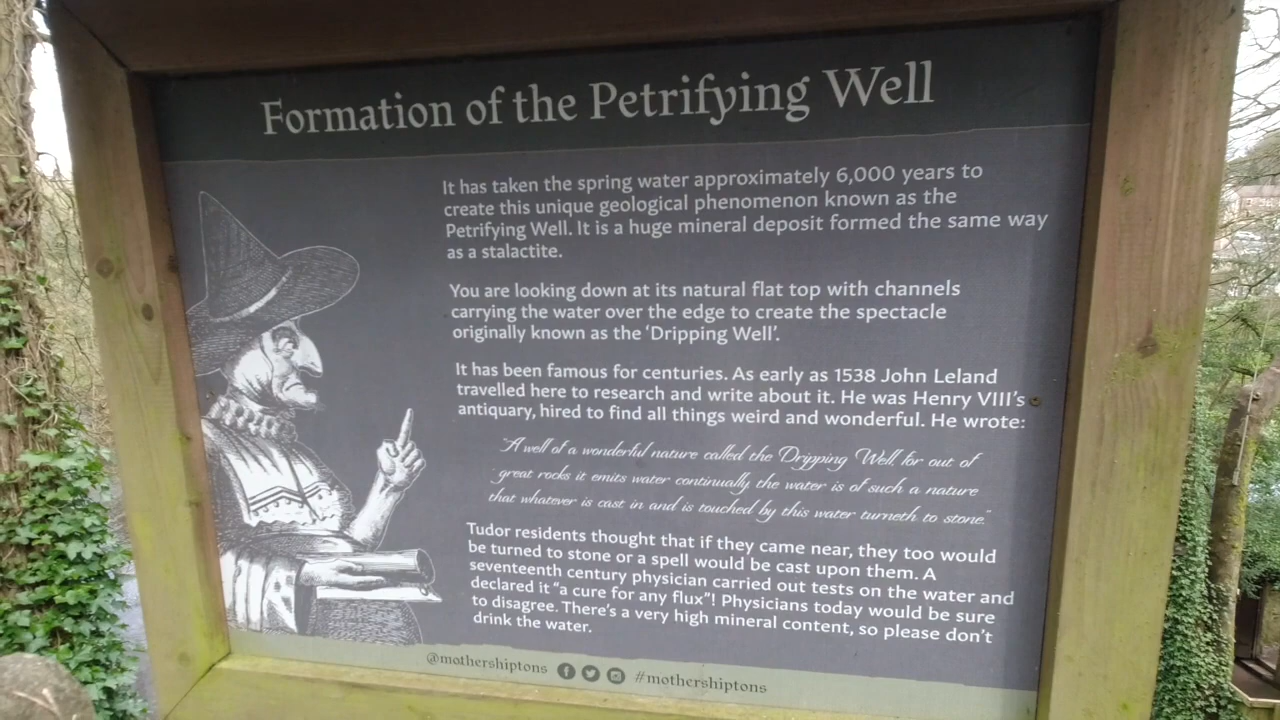 Formation of the Petrifying Well
It has taken the spring water approximately 6,000 years to
create this unique geological phenomenon known as the
Petrifying Well. It is a huge mineral deposit formed the same way
as a stalactite.
You are looking down at its natural flat top with channels
carrying the water over the edge to create the spectacle
originally known as the ‘Dripping Well’.
It has been famous for centuries. As early as 1538 John Leland
travelled here to research and write about it. He was Henry VIII’s
antiquary, hired to find all things weird and wonderful. He wrote:
“A well of a wonderful nature called the Dripping Well, for out of
great rocks it emits water continually the water is of such a nature
that whatever is cast in and is touched by this water turneth to stone.”
Tudor residents thought that if they came near, they too would
be turned to stone or a spell would be cast upon them. A
seventeenth century physician carried out tests on the water and
declared it “a cure for any flux”! Physicians today would be sure
to disagree. There’s a very high mineral content, so please don’t
drink the water.
@mothershiptons #mothershiptons